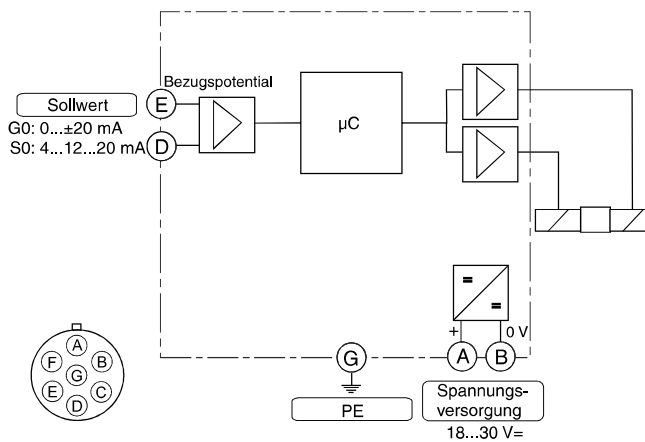 Bezugspotential
Sollwert
G0: 0...±20 mA
S0: 4...12...20 mA
E
D
µC
+
0 V
A
B
G
PE
Spannungs-
versorgung
18...30 V=
A
F
B
G
E
C
D